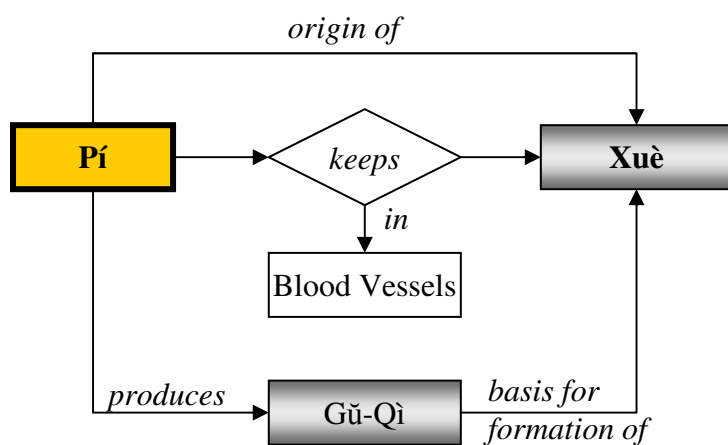 origin of
Pí
keeps
Xuè
in
Blood Vessels
produces
Gŭ-Qì
basis for
formation of